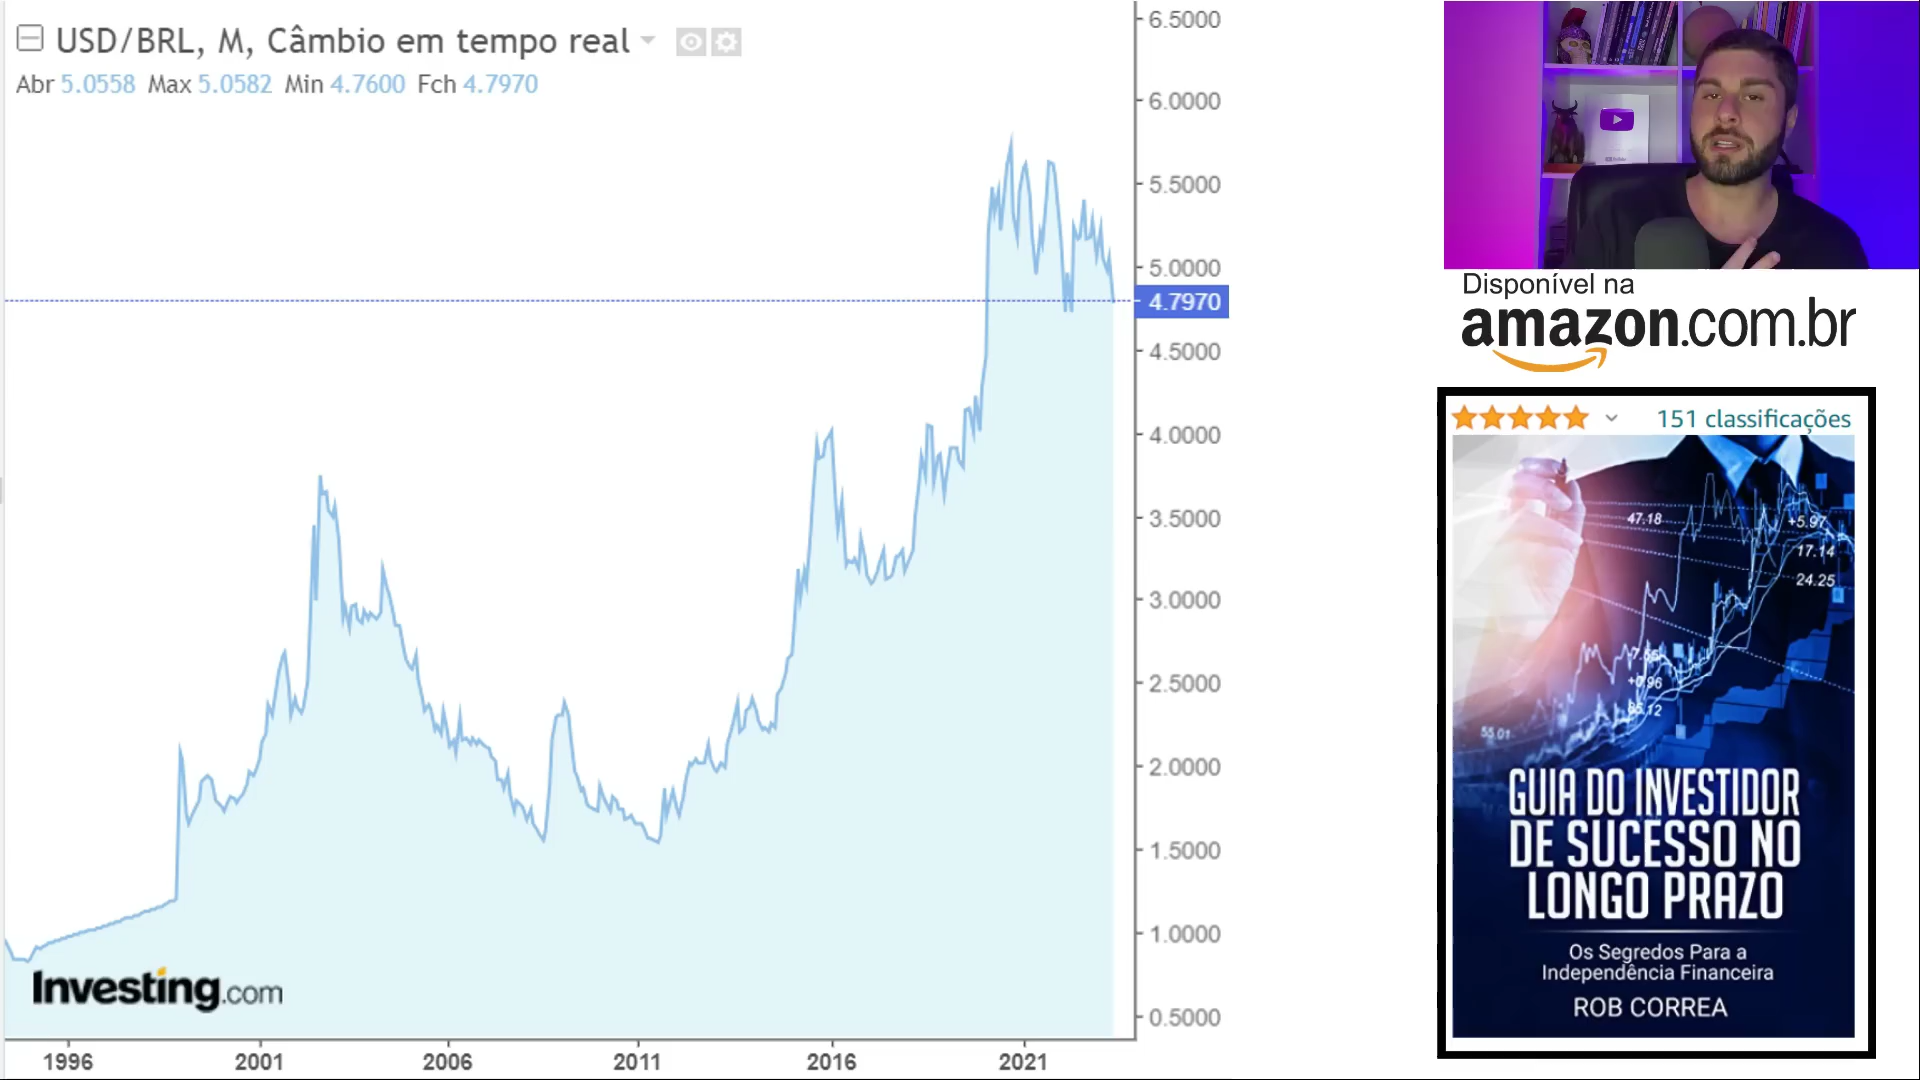 USD/BRL, M, Câmbio em tempo real
Abr 5.0558 Max 5.0582 Min 4.7600 Fch 4.7970
6.5000
6.0000
5.5000
5.0000
4.7970
4.5000
4.0000
3.5000
3.0000
2.5000
2.0000
1.5000
1.0000
0.5000
1996 2001 2006 2011 2016 2021
Investing.com
Disponível na
amazon.com.br
151 classificações
47.18
+5.97
17.14
24.25
55.01
GUIA DO INVESTIDOR
DE SUCESSO NO
LONGO PRAZO
Os Segredos Para a
Independência Financeira
ROB CORREA